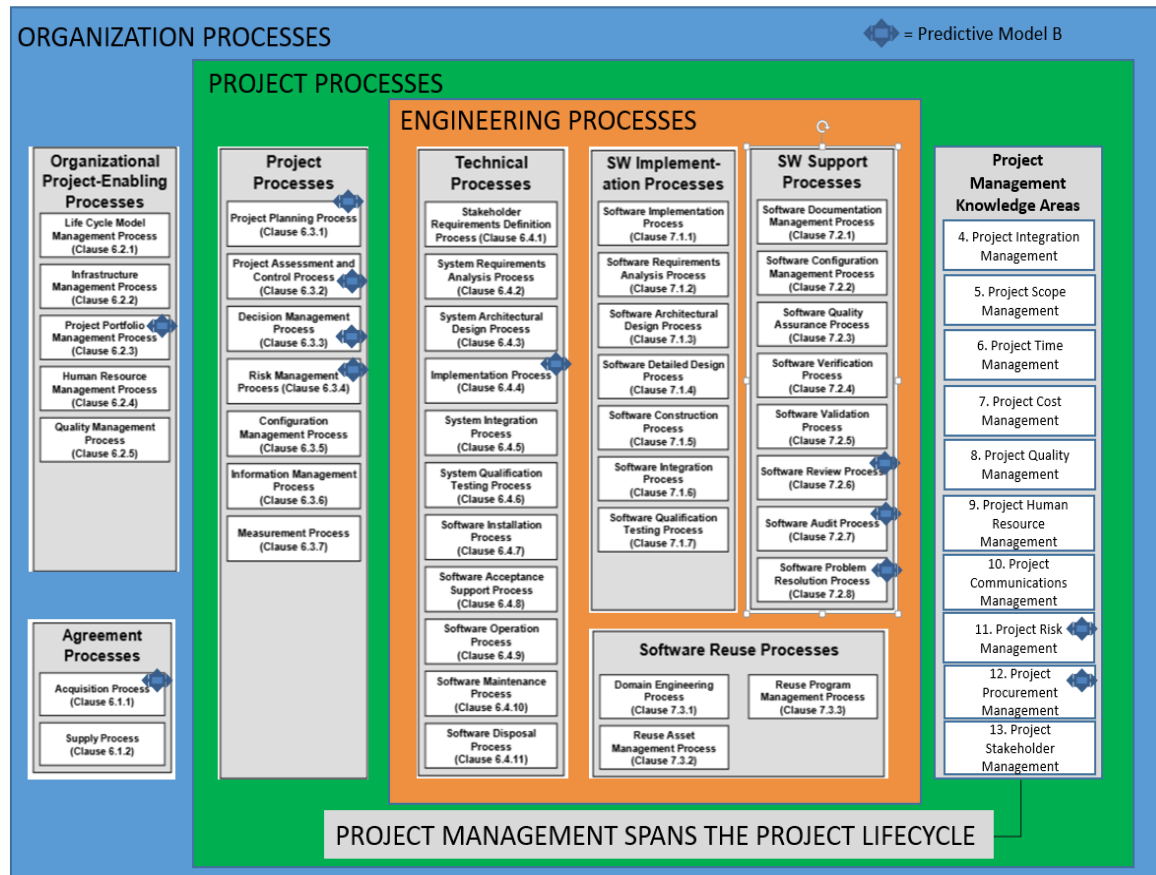 ORGANIZATION PROCESSES
= Predictive Model B
PROJECT PROCESSES
ENGINEERING PROCESSES
Organizational
Project-Enabling
Processes
Life Cycle Model
Management Process
(Clause 6.2.1)
Infrastructure
Management Process
(Clause 6.2.2)
Project Portfolio
Management Process
(Clause 6.2.3)
Human Resource
Management Process
(Clause 6.2.4)
Quality Management
Process
(Clause 6.2.5)
Agreement
Processes
Acquisition Process
(Clause 6.1.1)
Supply Process
(Clause 6.1.2)
Project
Processes
Project Planning Process
(Clause 6.3.1)
Project Assessment and
Control Process
(Clause 6.3.2)
Decision Management
Process
(Clause 6.3.3)
Risk Management
Process (Clause 6.3.4)
Configuration
Management Process
(Clause 6.3.5)
Information Management
Process
(Clause 6.3.6)
Measurement Process
(Clause 6.3.7)
Technical
Processes
Stakeholder
Requirements Definition
Process (Clause 6.4.1)
System Requirements
Analysis Process
(Clause 6.4.2)
System Architectural
Design Process
(Clause 6.4.3)
Implementation Process
(Clause 6.4.4)
System Integration
Process
(Clause 6.4.5)
System Qualification
Testing Process
(Clause 6.4.6)
Software Installation
Process
(Clause 6.4.7)
Software Acceptance
Support Process
(Clause 6.4.8)
Software Operation
Process
(Clause 6.4.9)
Software Maintenance
Process
(Clause 6.4.10)
Software Disposal
Process
(Clause 6.4.11)
SW Implement-
ation Processes
Software Implementation
Process
(Clause 7.1.1)
Software Requirements
Analysis Process
(Clause 7.1.2)
Software Architectural
Design Process
(Clause 7.1.3)
Software Detailed Design
Process
(Clause 7.1.4)
Software Construction
Process
(Clause 7.1.5)
Software Integration
Process
(Clause 7.1.6)
Software Qualification
Testing Process
(Clause 7.1.7)
SW Support
Processes
Software Documentation
Management Process
(Clause 7.2.1)
Software Configuration
Management Process
(Clause 7.2.2)
Software Quality
Assurance Process
(Clause 7.2.3)
Software Verification
Process
(Clause 7.2.4)
Software Validation
Process
(Clause 7.2.5)
Software Review Process
(Clause 7.2.6)
Software Audit Process
(Clause 7.2.7)
Software Problem
Resolution Process
(Clause 7.2.8)
Software Reuse Processes
Domain Engineering
Process
(Clause 7.3.1)
Reuse Program
Management Process
(Clause 7.3.3)
Reuse Asset
Management Process
(Clause 7.3.2)
Project
Management
Knowledge Areas
4. Project Integration
Management
5. Project Scope
Management
6. Project Time
Management
7. Project Cost
Management
8. Project Quality
Management
9. Project Human
Resource
Management
10. Project
Communications
Management
11. Project Risk
Management
12. Project
Procurement
Management
13. Project
Stakeholder
Management
PROJECT MANAGEMENT SPANS THE PROJECT LIFECYCLE